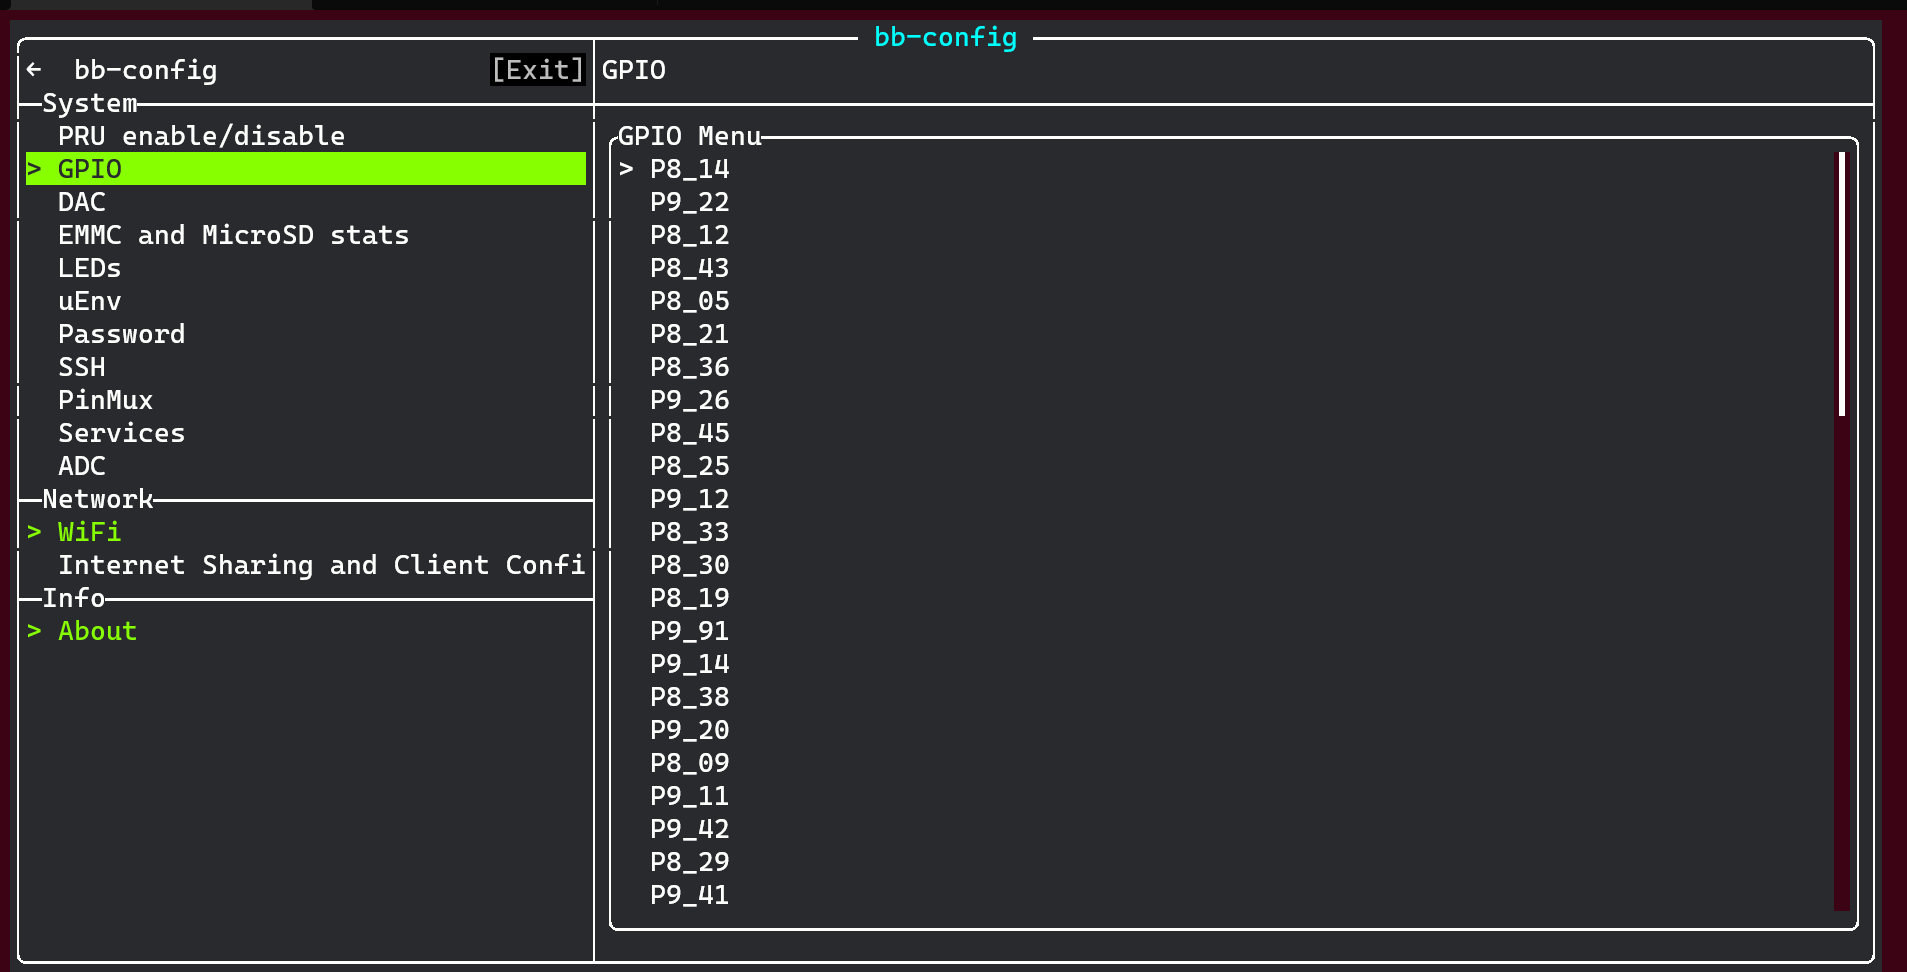 bb-config
← bb-config [Exit]
System
PRU enable/disable
> GPIO
DAC
EMMC and MicroSD stats
LEDs
uEnv
Password
SSH
PinMux
Services
ADC
Network
> WiFi
Internet Sharing and Client Confi
Info
> About
GPIO
GPIO Menu
> P8_14
P9_22
P8_12
P8_43
P8_05
P8_21
P8_36
P9_26
P8_45
P8_25
P9_12
P8_33
P8_30
P8_19
P9_91
P9_14
P8_38
P9_20
P8_09
P9_11
P9_42
P8_29
P9_41